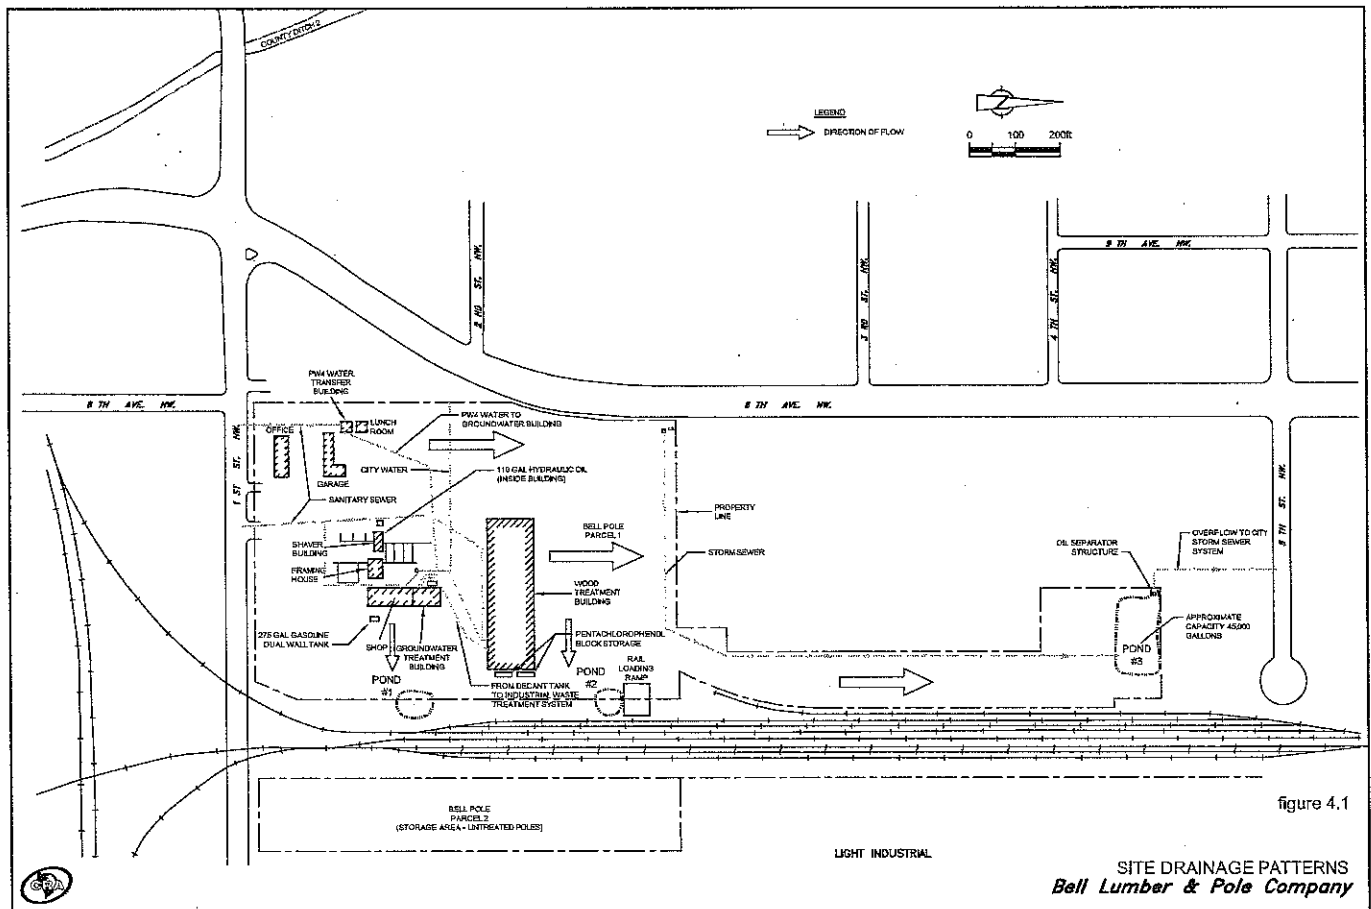 COUNTY DITCH 2
LEGEND
DIRECTION OF FLOW
0 100 200ft
9 TH AVE. NW.
2 ND ST. NW.
3 RD ST. NW.
4 TH ST. NW.
8 TH AVE. NW.
8 TH AVE. NW.
1 ST ST. NW.
5 TH ST. NW.
PW4 WATER
TRANSFER
BUILDING
LUNCH
ROOM
OFFICE
GARAGE
PW4 WATER TO
GROUNDWATER BUILDING
CITY WATER
110 GAL HYDRAULIC OIL
(INSIDE BUILDING)
SANITARY SEWER
SHAVER
BUILDING
FRAMING
HOUSE
275 GAL GASOLINE
DUAL WALL TANK
SHOP
GROUNDWATER
TREATMENT
BUILDING
POND
#1
BELL POLE
PARCEL 1
WOOD
TREATMENT
BUILDING
PENTACHLOROPHENOL
BLOCK STORAGE
FROM DECANT TANK
TO INDUSTRIAL WASTE
TREATMENT SYSTEM
POND
#2
RAIL
LOADING
RAMP
PROPERTY
LINE
STORM SEWER
OIL SEPARATOR
STRUCTURE
OVERFLOW TO CITY
STORM SEWER
SYSTEM
APPROXIMATE
CAPACITY 45,000
GALLONS
POND
#3
BELL POLE
PARCEL 2
(STORAGE AREA - UNTREATED POLES)
LIGHT INDUSTRIAL
figure 4.1
SITE DRAINAGE PATTERNS
Bell Lumber & Pole Company
CRA